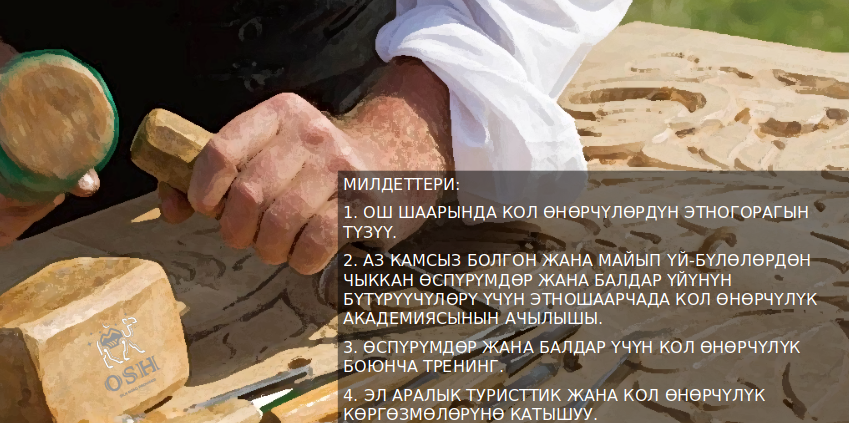 МИЛДЕТТЕРИ:
1. ОШ ШААРЫНДА КОЛ ӨНӨРЧҮЛӨРДҮН ЭТНОГОРАГЫН
ТҮЗҮҮ.
2. АЗ КАМСЫЗ БОЛГОН ЖАНА МАЙЫП ҮЙ-БҮЛӨЛӨРДӨН
ЧЫККАН ӨСПҮРҮМДӨР ЖАНА БАЛДАР ҮЙҮНҮН
БҮТҮРҮҮЧҮЛӨРҮ ҮЧҮН ЭТНОШААРЧАДА КОЛ ӨНӨРЧҮЛҮК
АКАДЕМИЯСЫНЫН АЧЫЛЫШЫ.
3. ӨСПҮРҮМДӨР ЖАНА БАЛДАР ҮЧҮН КОЛ ӨНӨРЧҮЛҮК
БОЮНЧА ТРЕНИНГ.
4. ЭЛ АРАЛЫК ТУРИСТТИК ЖАНА КОЛ ӨНӨРЧҮЛҮК
КӨРГӨЗМӨЛӨРҮНӨ КАТЫШУУ.
OSH